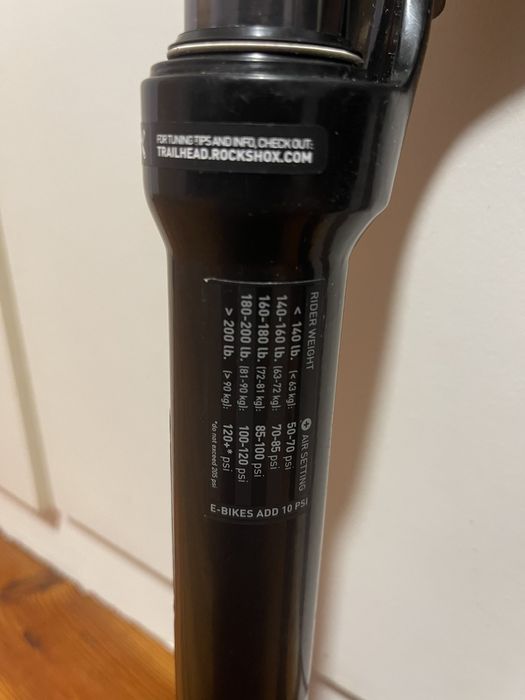 FOR TUNING TIPS AND INFO, CHECK OUT:
TRAILHEAD.ROCKSHOX.COM
RIDER WEIGHT AIR SETTING
< 140 lb. (< 63 kg): 50-70 psi
140-160 lb. (63-72 kg): 70-85 psi
160-180 lb. (72-81 kg): 85-100 psi
180-200 lb. (81-90 kg): 100-120 psi
> 200 lb. (> 90 kg): 120+* psi
*do not exceed 205 psi
E-BIKES ADD 10 PSI